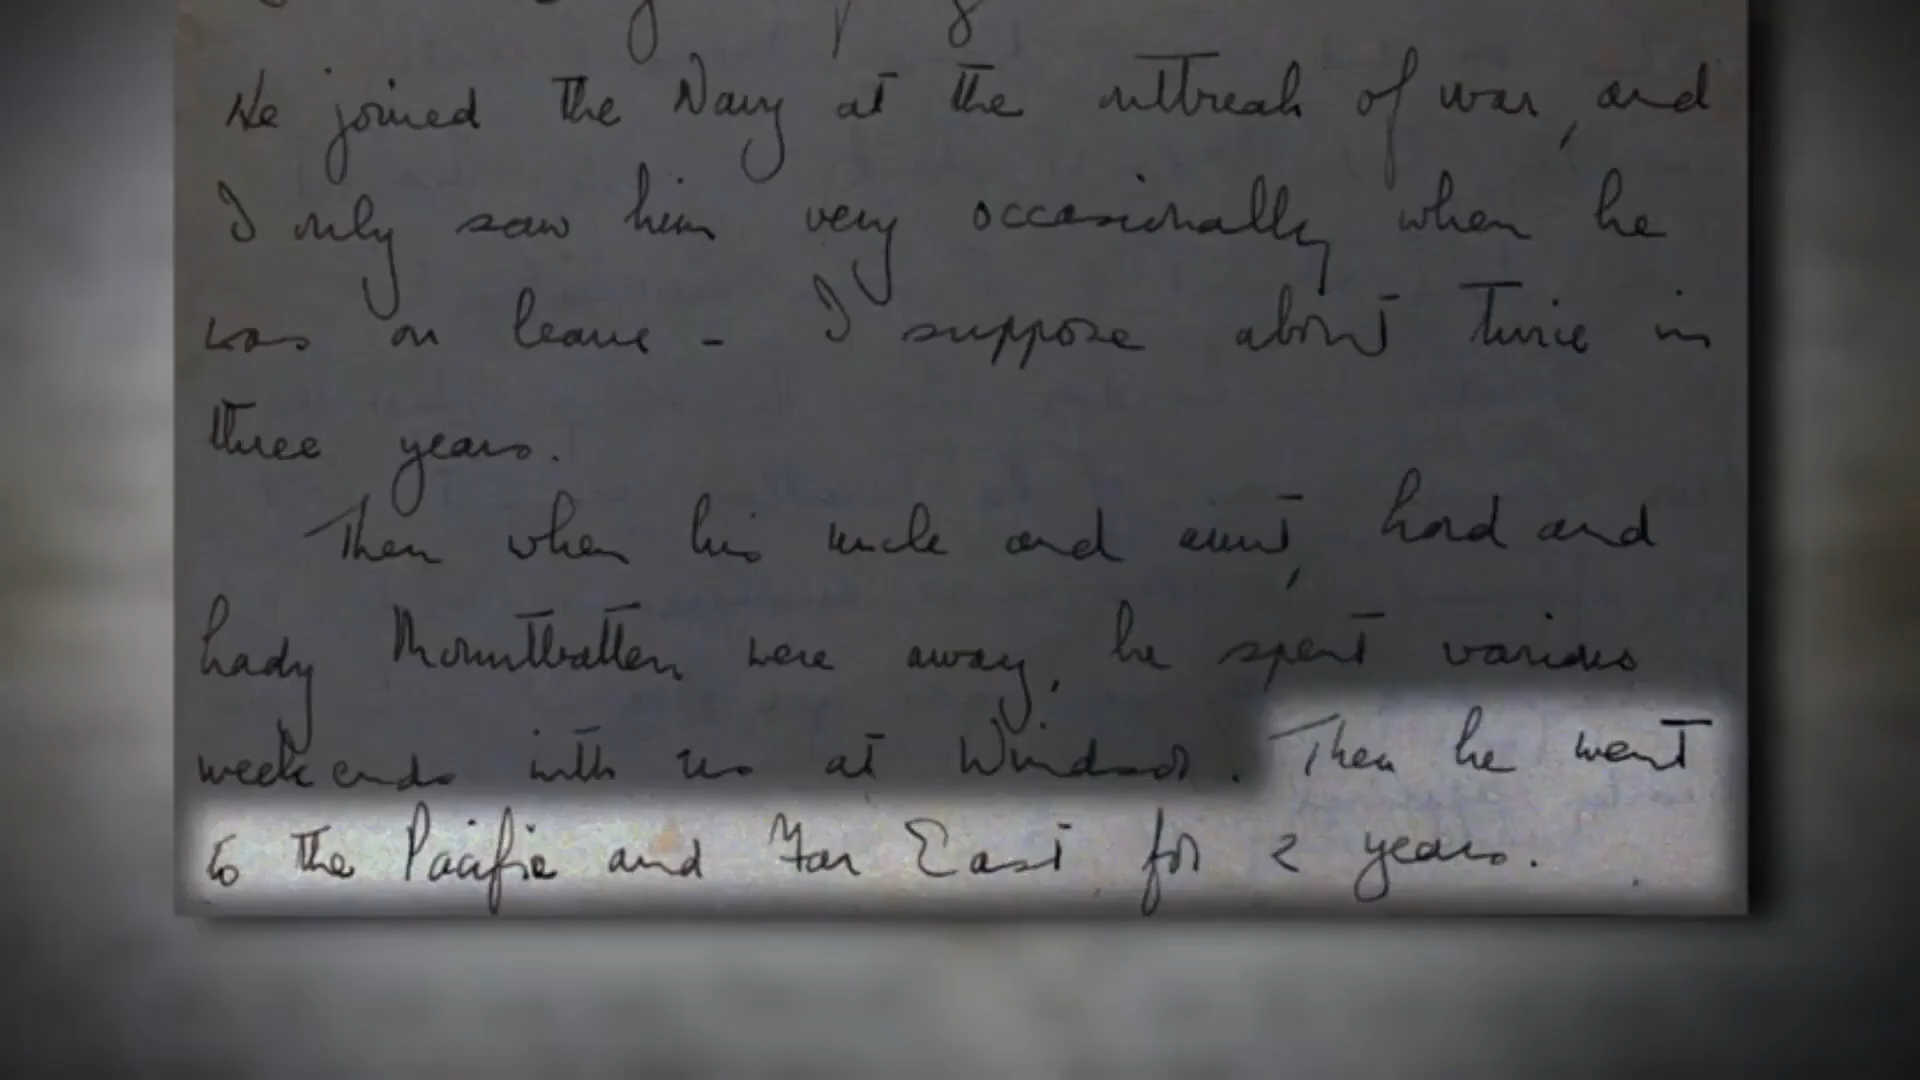 He joined the Navy at the outbreak of war, and
I only saw him very occasionally when he
was on leave - I suppose about twice in
three years.
Then when his uncle and aunt, Lord and
Lady Mountbatten were away, he spent various
weekends with us at Windsor. Then he went
to the Pacific and Far East for 2 years.